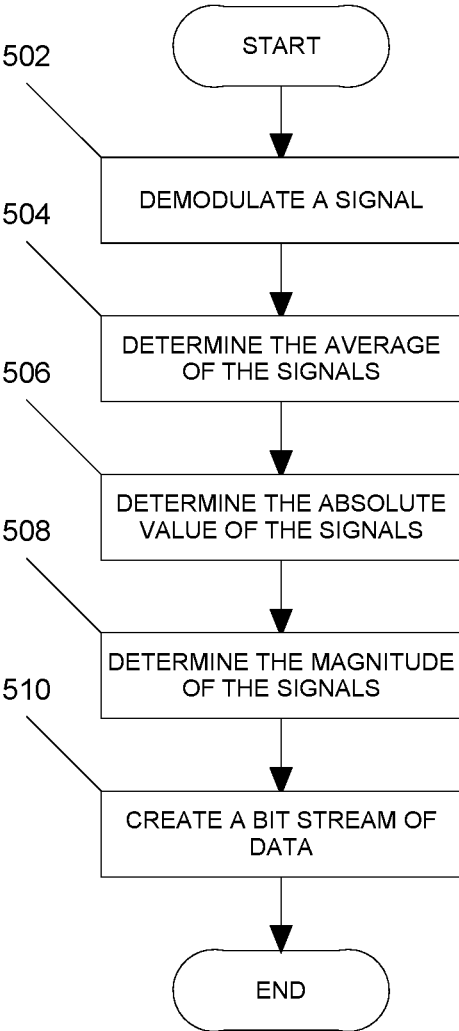 START
502
DEMODULATE A SIGNAL
504
DETERMINE THE AVERAGE
OF THE SIGNALS
506
DETERMINE THE ABSOLUTE
VALUE OF THE SIGNALS
508
DETERMINE THE MAGNITUDE
OF THE SIGNALS
510
CREATE A BIT STREAM OF
DATA
END